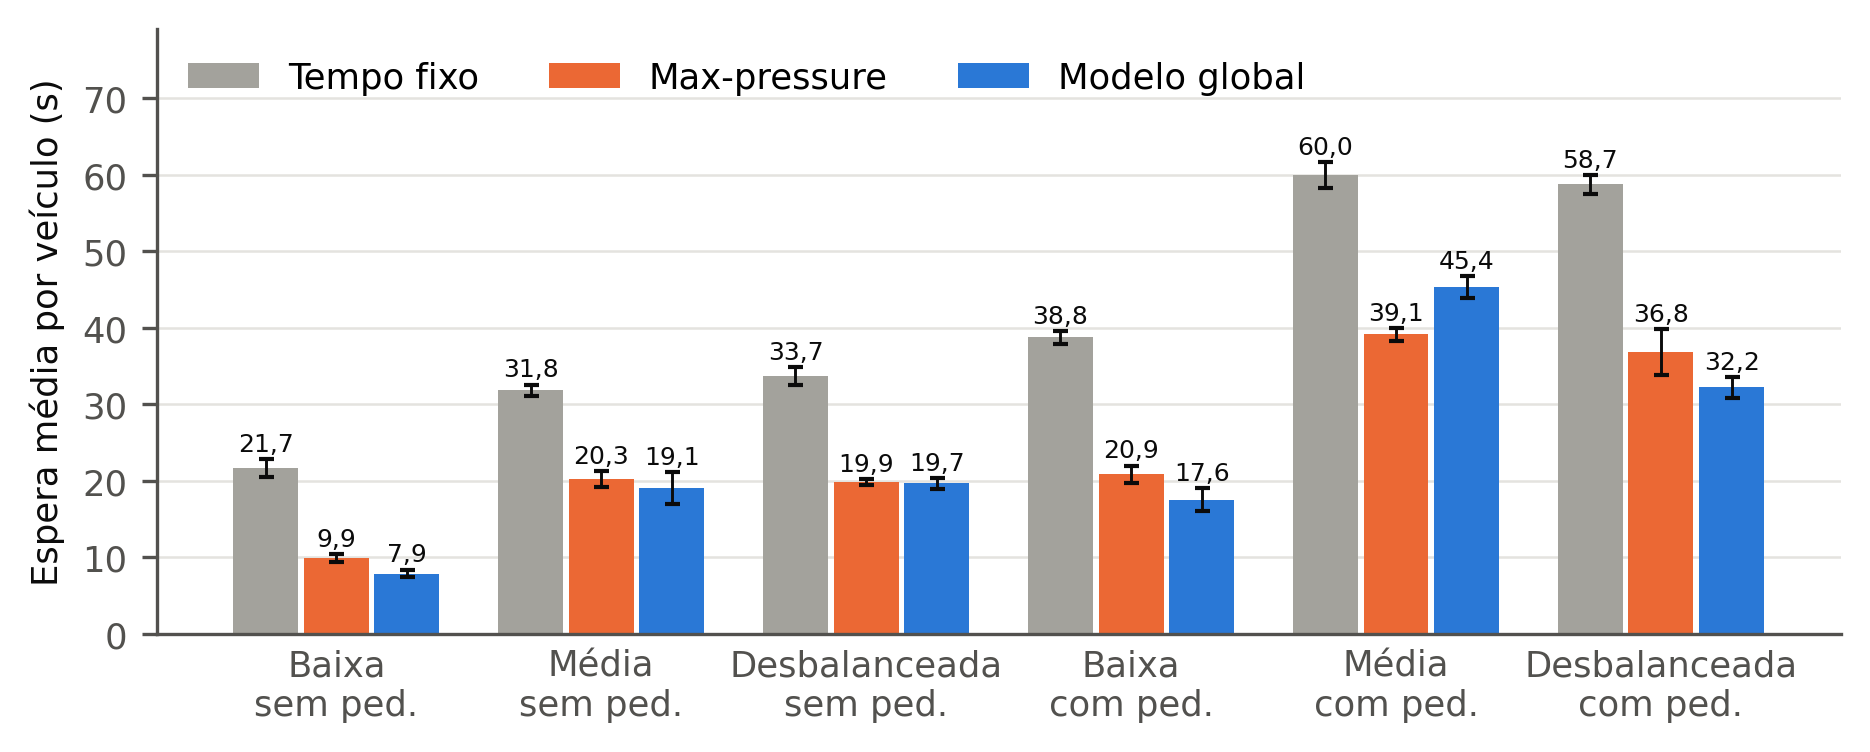 Espera média por veículo (s)
Tempo fixo
Max-pressure
Modelo global
70
60
50
40
30
20
10
0
21,7
9,9
7,9
31,8
20,3
19,1
33,7
19,9
19,7
38,8
20,9
17,6
60,0
39,1
45,4
58,7
36,8
32,2
Baixa
sem ped.
Média
sem ped.
Desbalanceada
sem ped.
Baixa
com ped.
Média
com ped.
Desbalanceada
com ped.